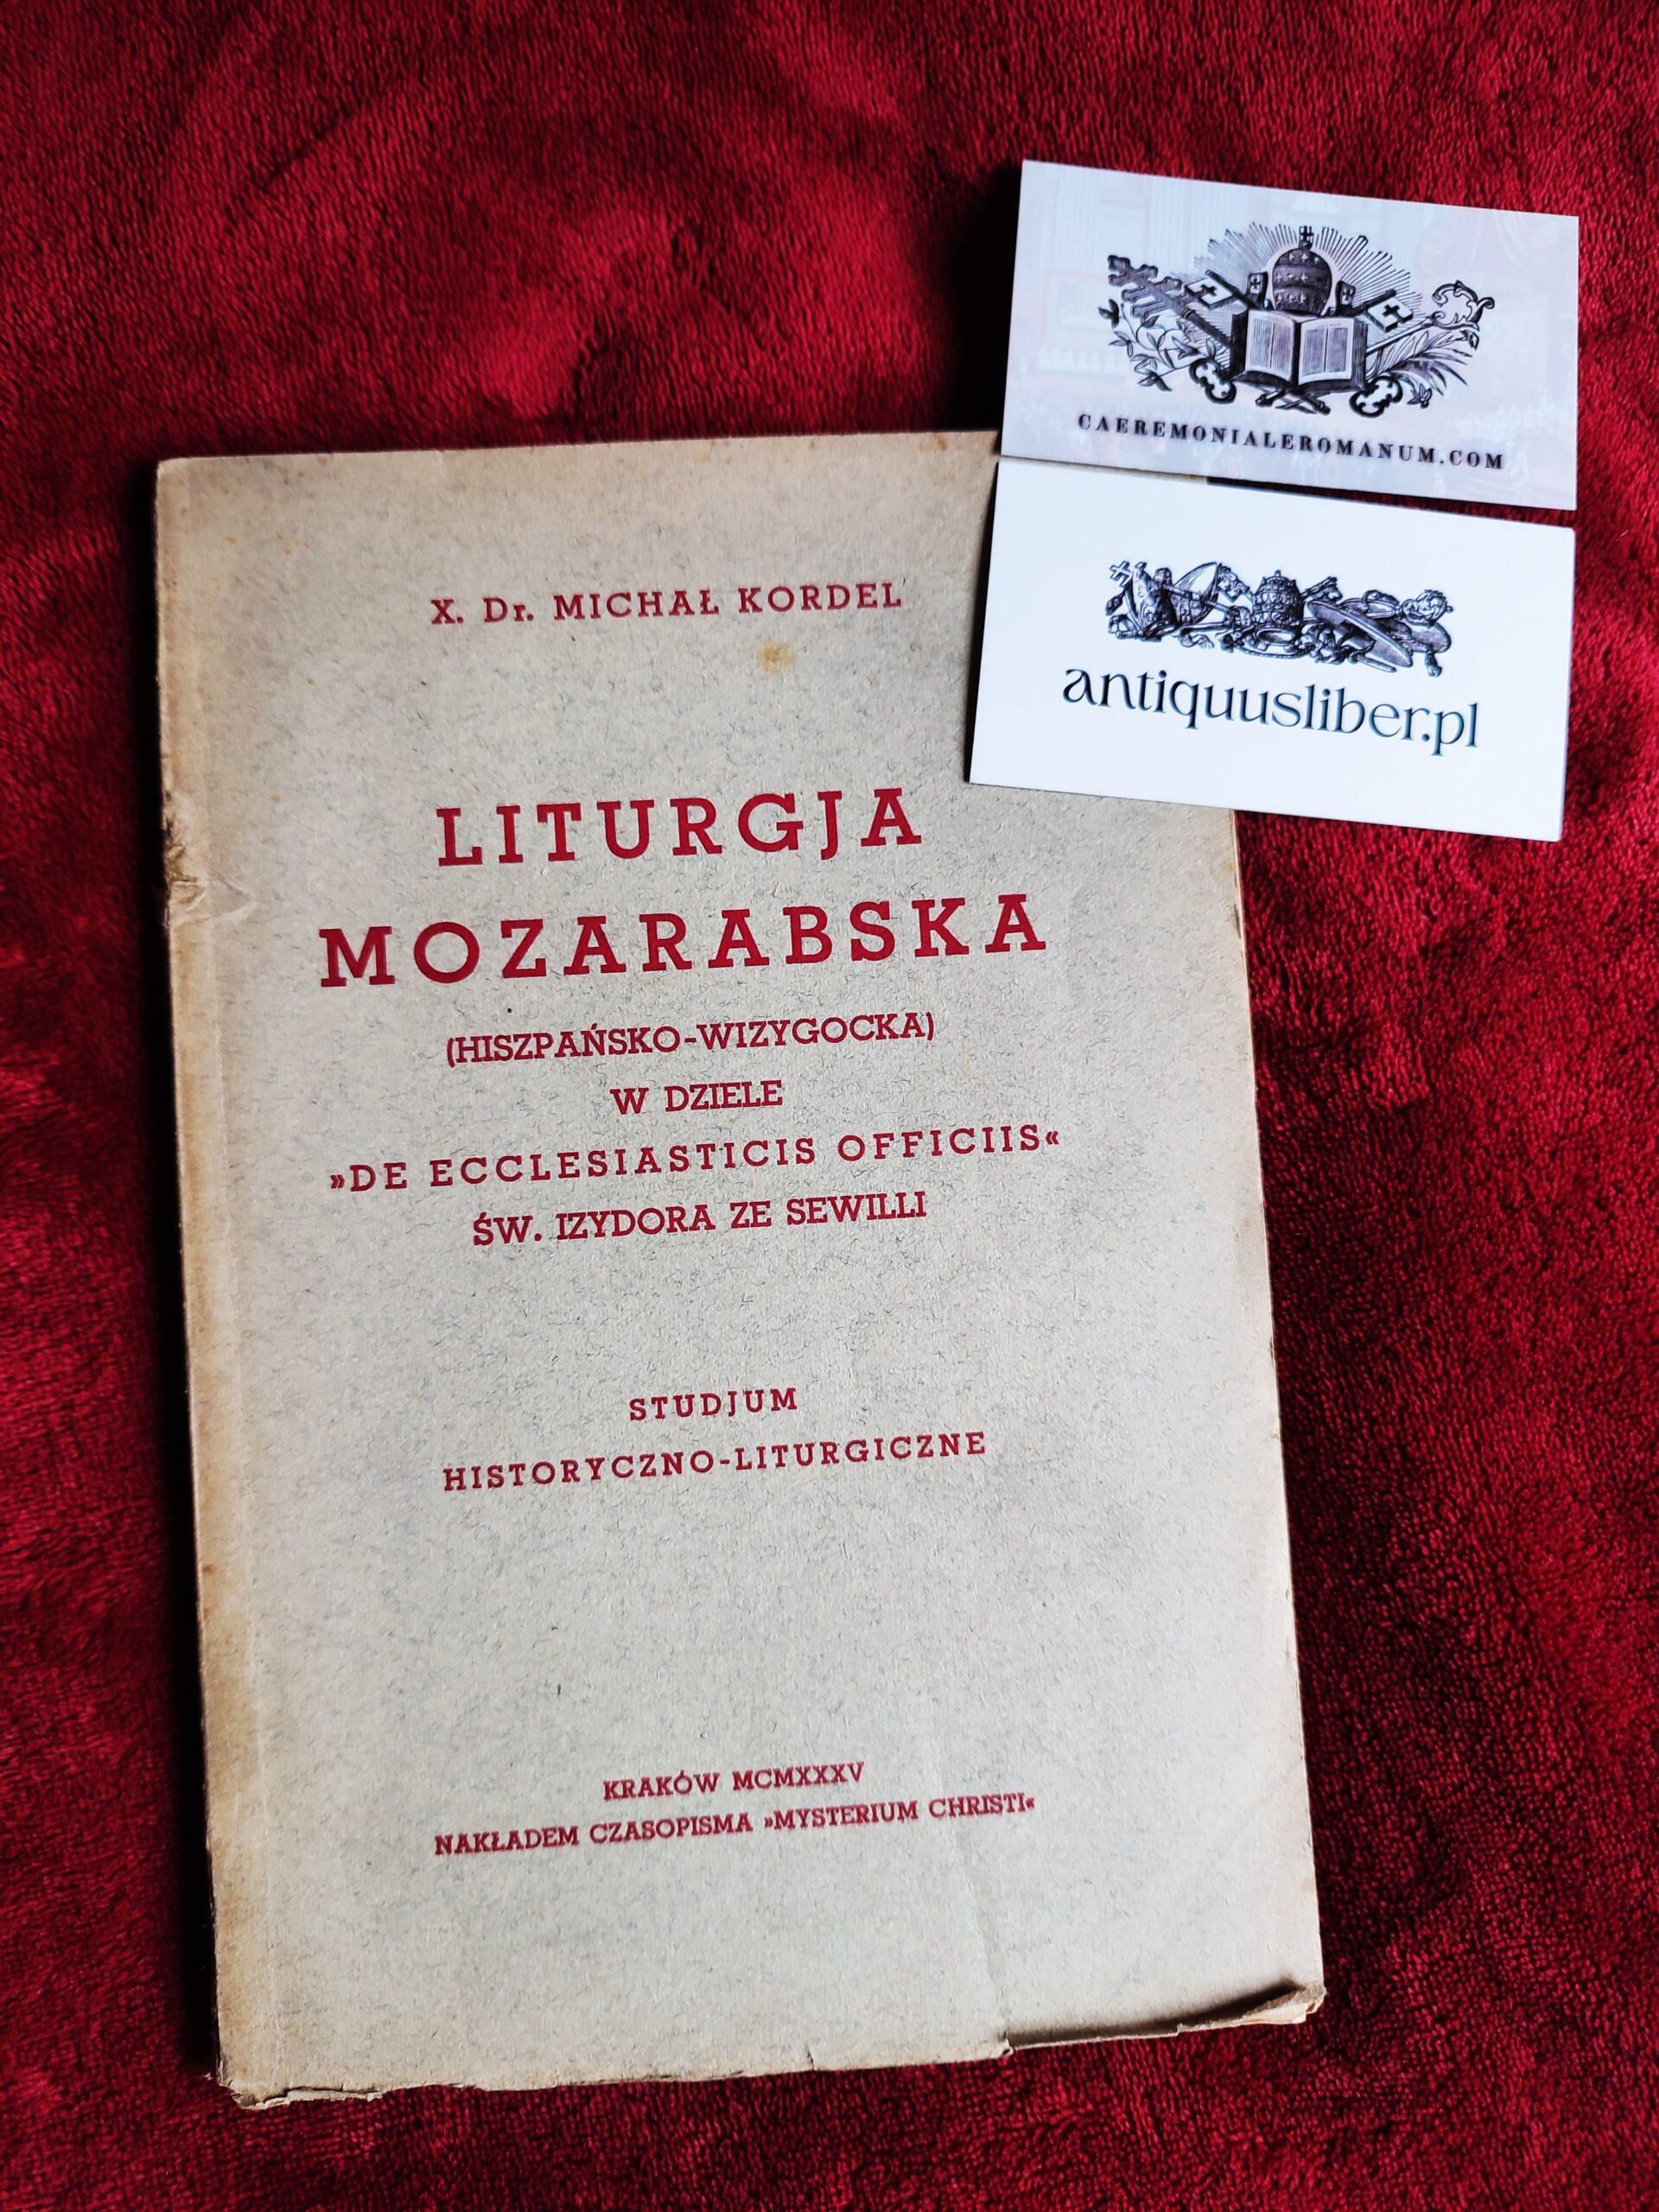 X. Dr. MICHAŁ KORDEL
LITURGJA
MOZARABSKA
(HISZPAŃSKO-WIZYGOCKA)
W DZIELE
»DE ECCLESIASTICIS OFFICIIS«
ŚW. IZYDORA ZE SEWILLI
STUDJUM
HISTORYCZNO-LITURGICZNE
KRAKÓW MCMXXXV
NAKŁADEM CZASOPISMA »MYSTERIUM CHRISTI«
CAEREMONIALEROMANUM.COM
antiquusliber.pl